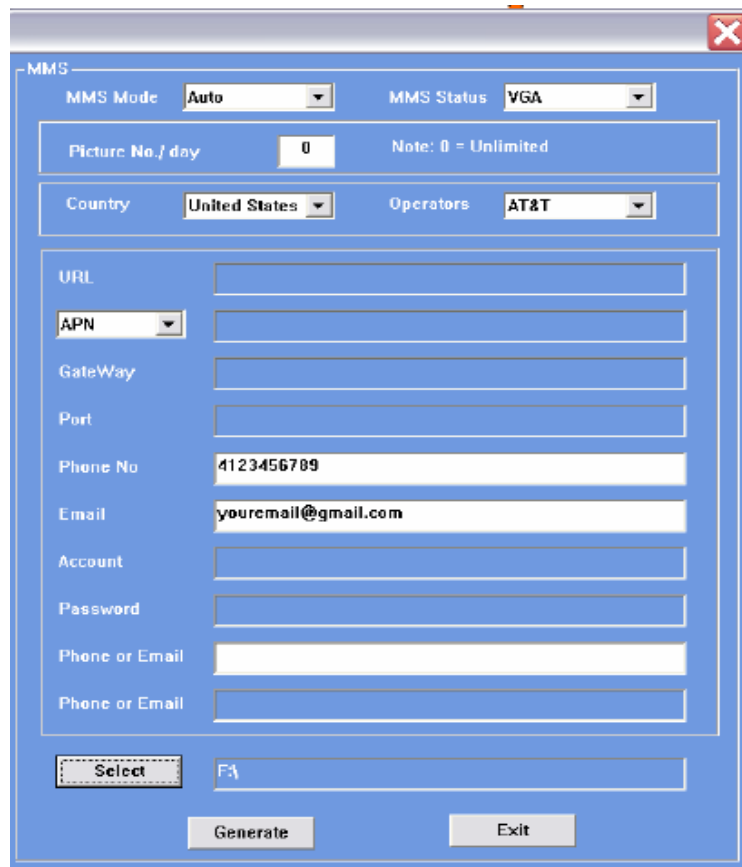 MMS
MMS Mode Auto MMS Status VGA
Picture No./ day 0 Note: 0 = Unlimited
Country United States Operators AT&T
URL
APN
GateWay
Port
Phone No 4123456789
Email youremail@gmail.com
Account
Password
Phone or Email
Phone or Email
Select F:\
Generate Exit